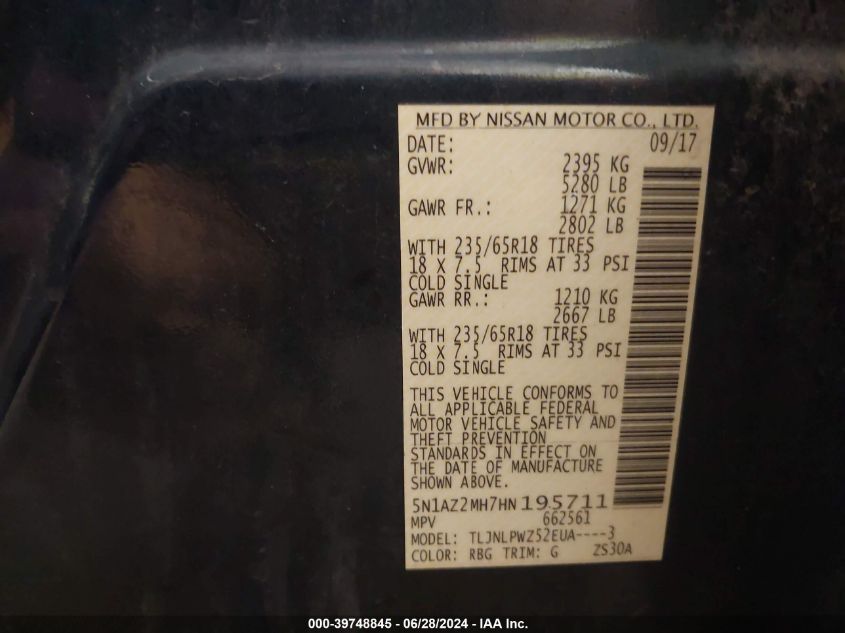 MFD BY NISSAN MOTOR CO., LTD.
DATE: 09/17
GVWR: 2395 KG
5280 LB
GAWR FR.: 1271 KG
2802 LB
WITH 235/65R18 TIRES
18 X 7.5 RIMS AT 33 PSI
COLD SINGLE
GAWR RR.: 1210 KG
2667 LB
WITH 235/65R18 TIRES
18 X 7.5 RIMS AT 33 PSI
COLD SINGLE
THIS VEHICLE CONFORMS TO
ALL APPLICABLE FEDERAL
MOTOR VEHICLE SAFETY AND
THEFT PREVENTION
STANDARDS IN EFFECT ON
THE DATE OF MANUFACTURE
SHOWN ABOVE.
5N1AZ2MH7HN195711
MPV 662561
MODEL: TLJNLPWZ52EUA----3
COLOR: RBG TRIM: G ZS30A
000-39748845 - 06/28/2024 - IAA Inc.